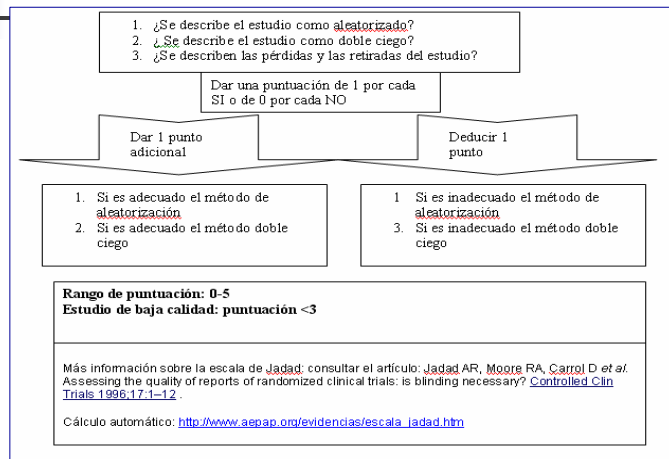 1. ¿Se describe el estudio como aleatorizado?
2. ¿ Se describe el estudio como doble ciego?
3. ¿Se describen las pérdidas y las retiradas del estudio?
Dar una puntuación de 1 por cada
SI o de 0 por cada NO
Dar 1 punto
adicional
Deducir 1
punto
1. Si es adecuado el método de
aleatorización
2. Si es adecuado el método doble
ciego
1 Si es inadecuado el método de
aleatorización
3. Si es inadecuado el método doble
ciego
Rango de puntuación: 0-5
Estudio de baja calidad: puntuación <3
Más información sobre la escala de Jadad: consultar el artículo: Jadad AR, Moore RA, Carrol D et al.
Assessing the quality of reports of randomized clinical trials: is blinding necessary? Controlled Clin
Trials 1996;17:1–12 .
Cálculo automático: http://www.aepap.org/evidencias/escala_jadad.htm